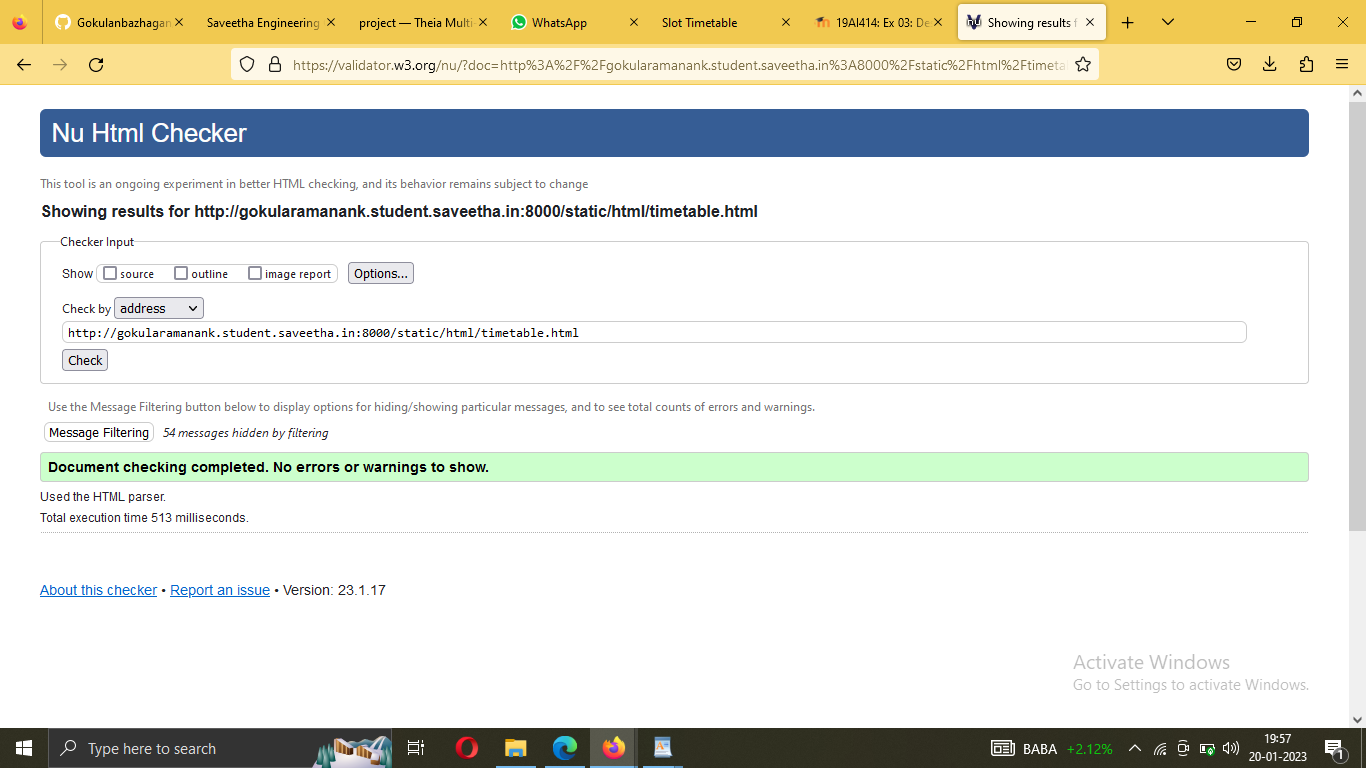 Gokulanbazhagan
Saveetha Engineering
project — Theia Multi-
WhatsApp
Slot Timetable
19AI414: Ex 03: De
Showing results f
https://validator.w3.org/nu/?doc=http%3A%2F%2Fgokularamanank.student.saveetha.in%3A8000%2Fstatic%2Fhtml%2Ftimeta
Nu Html Checker
This tool is an ongoing experiment in better HTML checking, and its behavior remains subject to change
Showing results for http://gokularamanank.student.saveetha.in:8000/static/html/timetable.html
Checker Input
Show source outline image report Options...
Check by address
http://gokularamanank.student.saveetha.in:8000/static/html/timetable.html
Check
Use the Message Filtering button below to display options for hiding/showing particular messages, and to see total counts of errors and warnings.
Message Filtering 54 messages hidden by filtering
Document checking completed. No errors or warnings to show.
Used the HTML parser.
Total execution time 513 milliseconds.
About this checker • Report an issue • Version: 23.1.17
Activate Windows
Go to Settings to activate Windows.
Type here to search
BABA +2.12%
19:57
20-01-2023
1